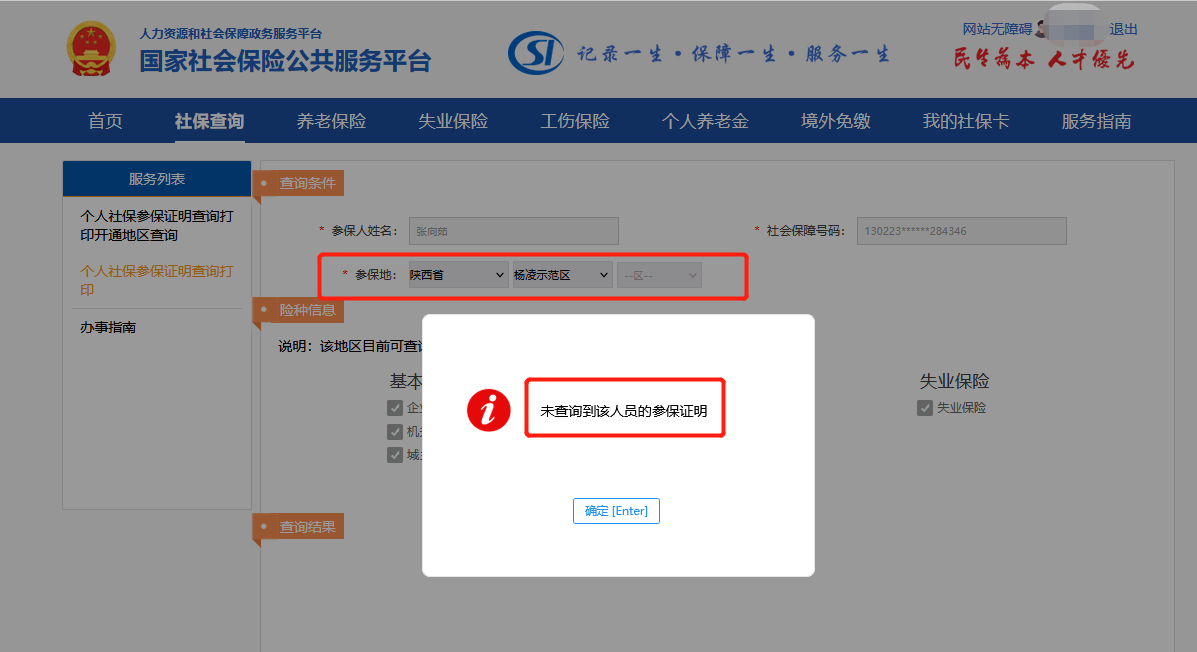 人力资源和社会保障政务服务平台
国家社会保险公共服务平台
SI 记录一生·保障一生·服务一生
网站无障碍 退出
民生为本 人才優先
首页 社保查询 养老保险 失业保险 工伤保险 个人养老金 境外免缴 我的社保卡 服务指南
服务列表
个人社保参保证明查询打
印开通地区查询
个人社保参保证明查询打
印
办事指南
查询条件
* 参保人姓名： 张向茹 * 社会保障号码： 130223******284346
* 参保地： 陕西省 杨凌示范区 --区--
险种信息
说明：该地区目前可查
基本 失业保险
企 失业保险
机
城
未查询到该人员的参保证明
确定 [Enter]
查询结果